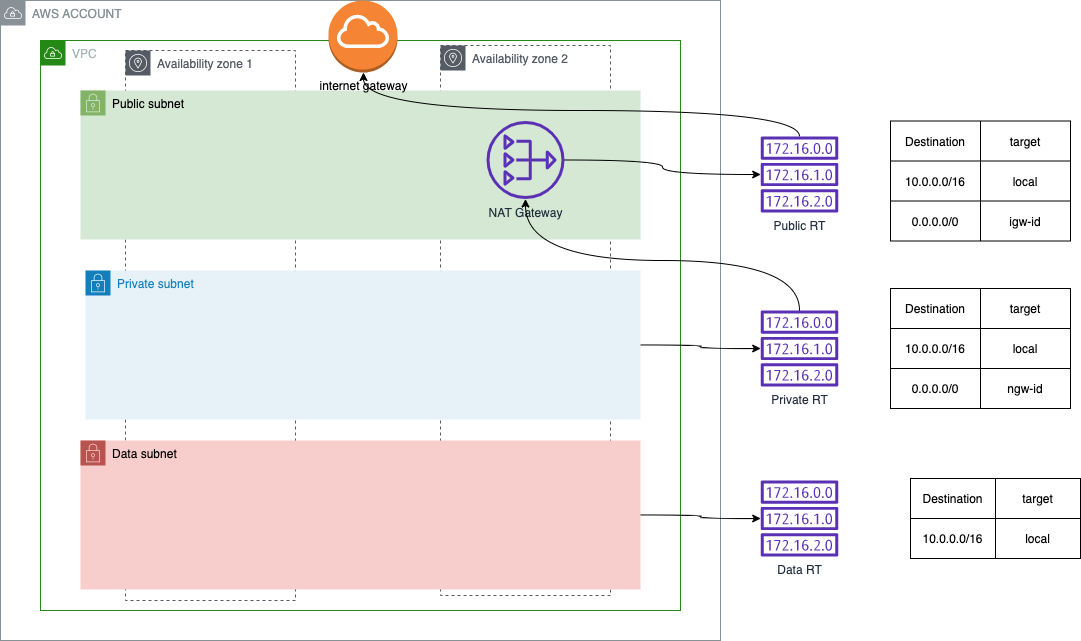 AWS ACCOUNT
VPC
Availability zone 1
Availability zone 2
internet gateway
Public subnet
NAT Gateway
172.16.0.0
172.16.1.0
172.16.2.0
Public RT
Destination target
10.0.0.0/16 local
0.0.0.0/0 igw-id
Private subnet
172.16.0.0
172.16.1.0
172.16.2.0
Private RT
Destination target
10.0.0.0/16 local
0.0.0.0/0 ngw-id
Data subnet
172.16.0.0
172.16.1.0
172.16.2.0
Data RT
Destination target
10.0.0.0/16 local